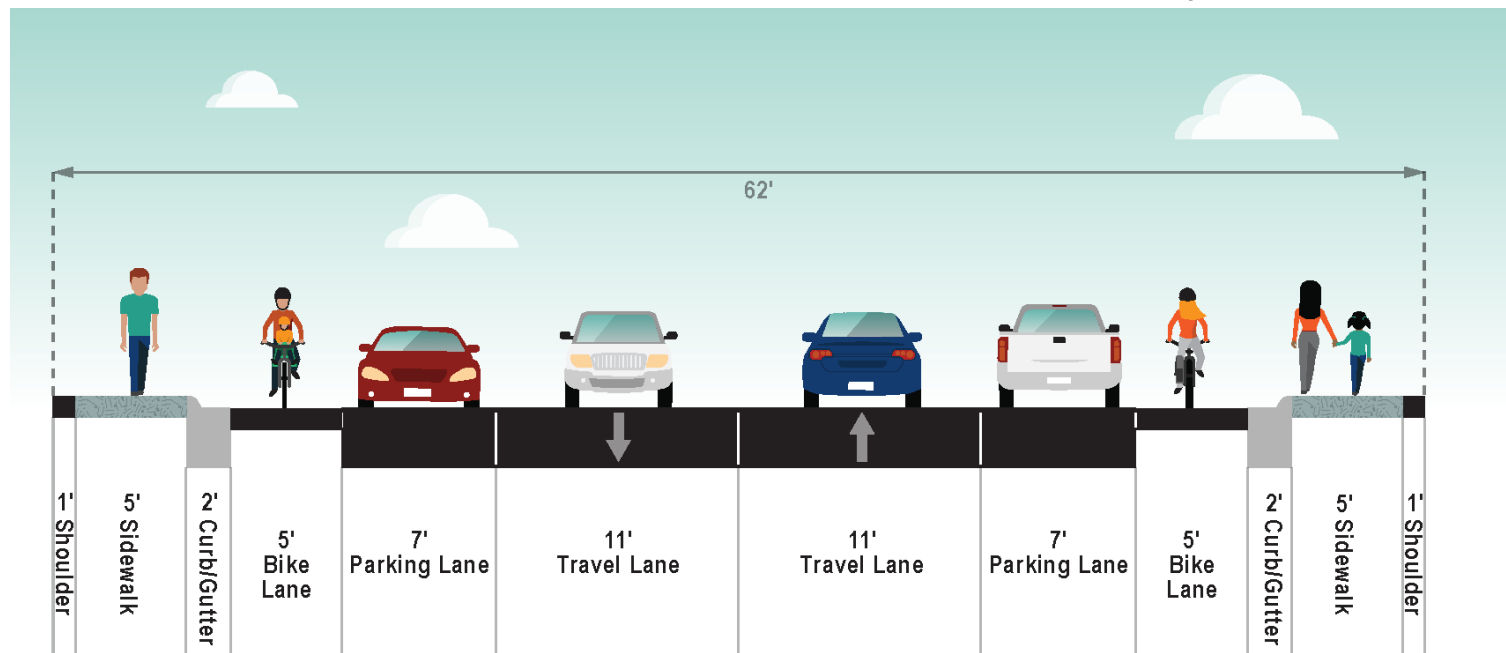 62'
1' Shoulder
5' Sidewalk
2' Curb/Gutter
5'
Bike
Lane
7'
Parking Lane
11'
Travel Lane
11'
Travel Lane
7'
Parking Lane
5'
Bike
Lane
2' Curb/Gutter
5' Sidewalk
1' Shoulder